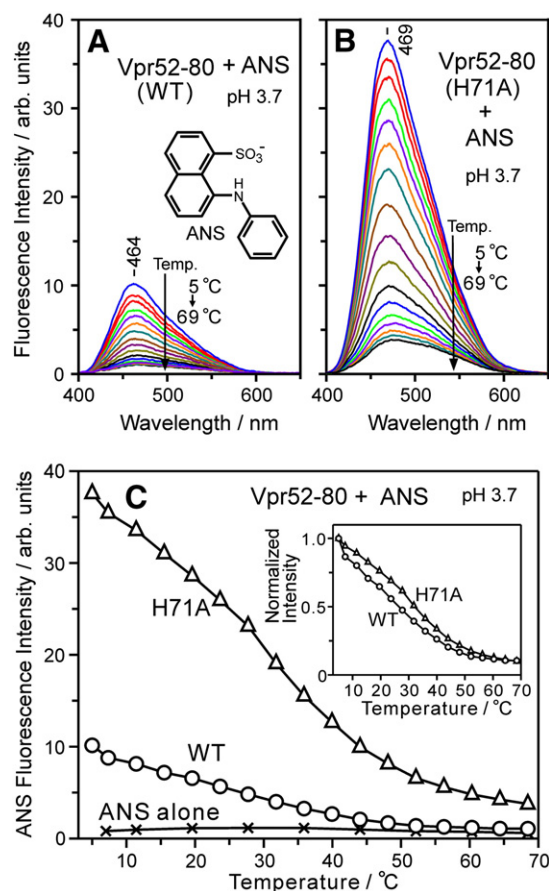 A
Vpr52-80 + ANS
(WT)
pH 3.7
SO₃⁻
H
N
ANS
464
Temp.
5 °C
69 °C
40
30
20
10
0
Fluorescence Intensity / arb. units
400
500
600
Wavelength / nm
B
469
Vpr52-80
(H71A)
+
ANS
pH 3.7
Temp.
5 °C
69 °C
400
500
600
Wavelength / nm
C
Vpr52-80 + ANS
pH 3.7
40
30
20
10
0
ANS Fluorescence Intensity / arb. units
H71A
WT
ANS alone
10
20
30
40
50
60
70
Temperature / °C
1.0
0.5
0
Normalized
Intensity
H71A
WT
10
20
30
40
50
60
70
Temperature / °C